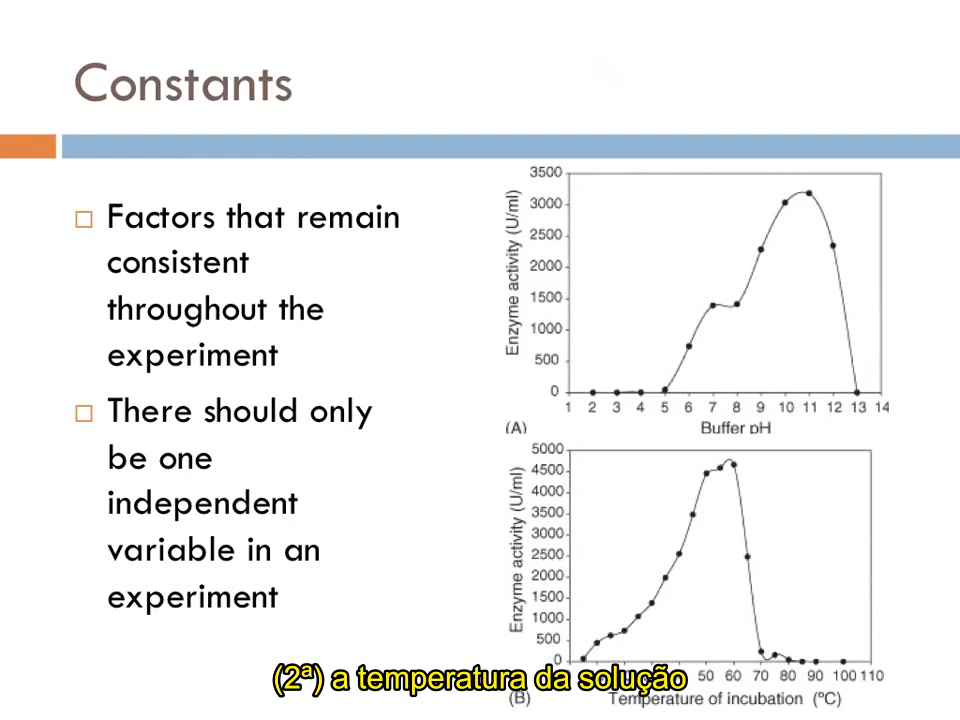 Constants
Factors that remain
consistent
throughout the
experiment
There should only
be one
independent
variable in an
experiment
3500
3000
2500
2000
1500
1000
500
0
Enzyme activity (U/ml)
1 2 3 4 5 6 7 8 9 10 11 12 13 14
(A)
Buffer pH
5000
4500
4000
3500
3000
2500
2000
1500
1000
500
0
Enzyme activity (U/ml)
50 60 70 80 90 100 110
(B)
Temperature of incubation (ºC)
(2ª) a temperatura da solução